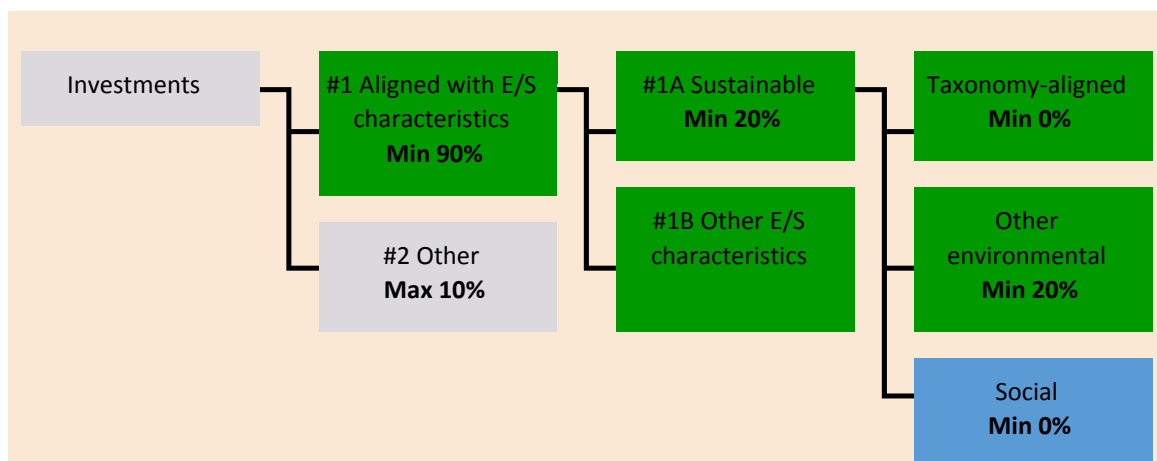 Investments
#1 Aligned with E/S
characteristics
Min 90%
#2 Other
Max 10%
#1A Sustainable
Min 20%
#1B Other E/S
characteristics
Taxonomy-aligned
Min 0%
Other
environmental
Min 20%
Social
Min 0%